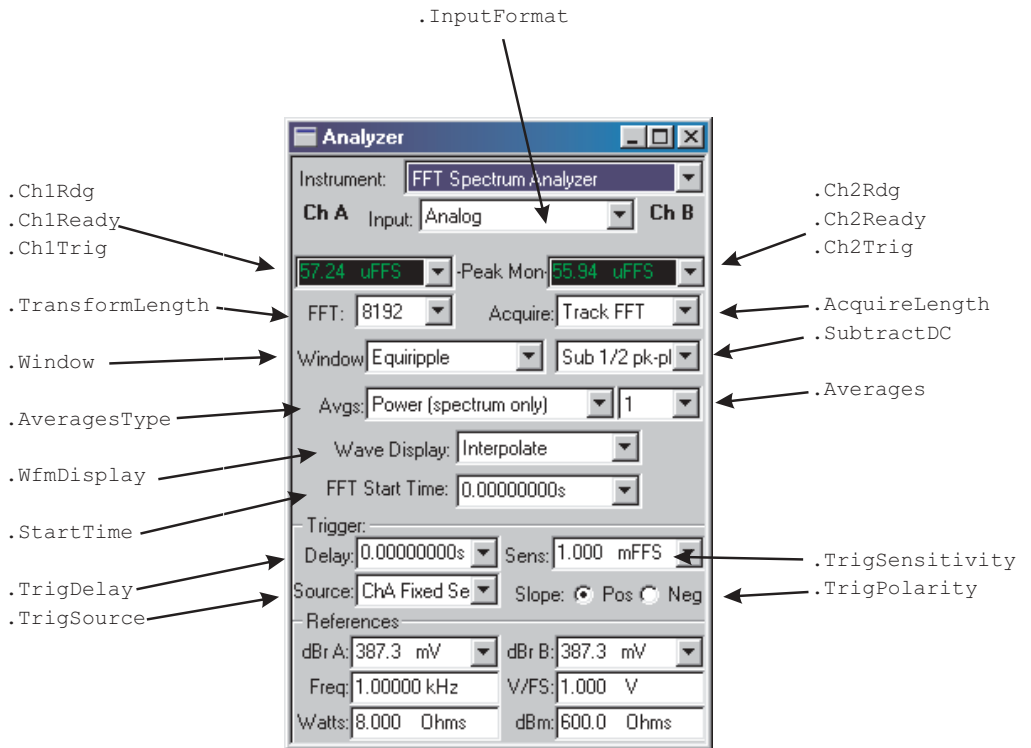 .InputFormat
Analyzer
Instrument: FFT Spectrum Analyzer
Ch A Input: Analog Ch B
.Ch1Rdg
.Ch1Ready
.Ch1Trig
.Ch2Rdg
.Ch2Ready
.Ch2Trig
57.24 uFFS -Peak Mon- 55.94 uFFS
.TransformLength
FFT: 8192 Acquire: Track FFT
.AcquireLength
.SubtractDC
.Window
Window Equiripple Sub 1/2 pk-pl
.AveragesType
Avgs: Power (spectrum only) 1
.Averages
Wave Display: Interpolate
.WfmDisplay
FFT Start Time: 0.00000000s
.StartTime
Trigger:
Delay: 0.00000000s Sens: 1.000 mFFS
.TrigSensitivity
.TrigDelay
Source: ChA Fixed Se Slope: Pos Neg
.TrigPolarity
.TrigSource
References
dBr A: 387.3 mV dBr B: 387.3 mV
Freq: 1.00000 kHz V/FS: 1.000 V
Watts: 8.000 Ohms dBm: 600.0 Ohms